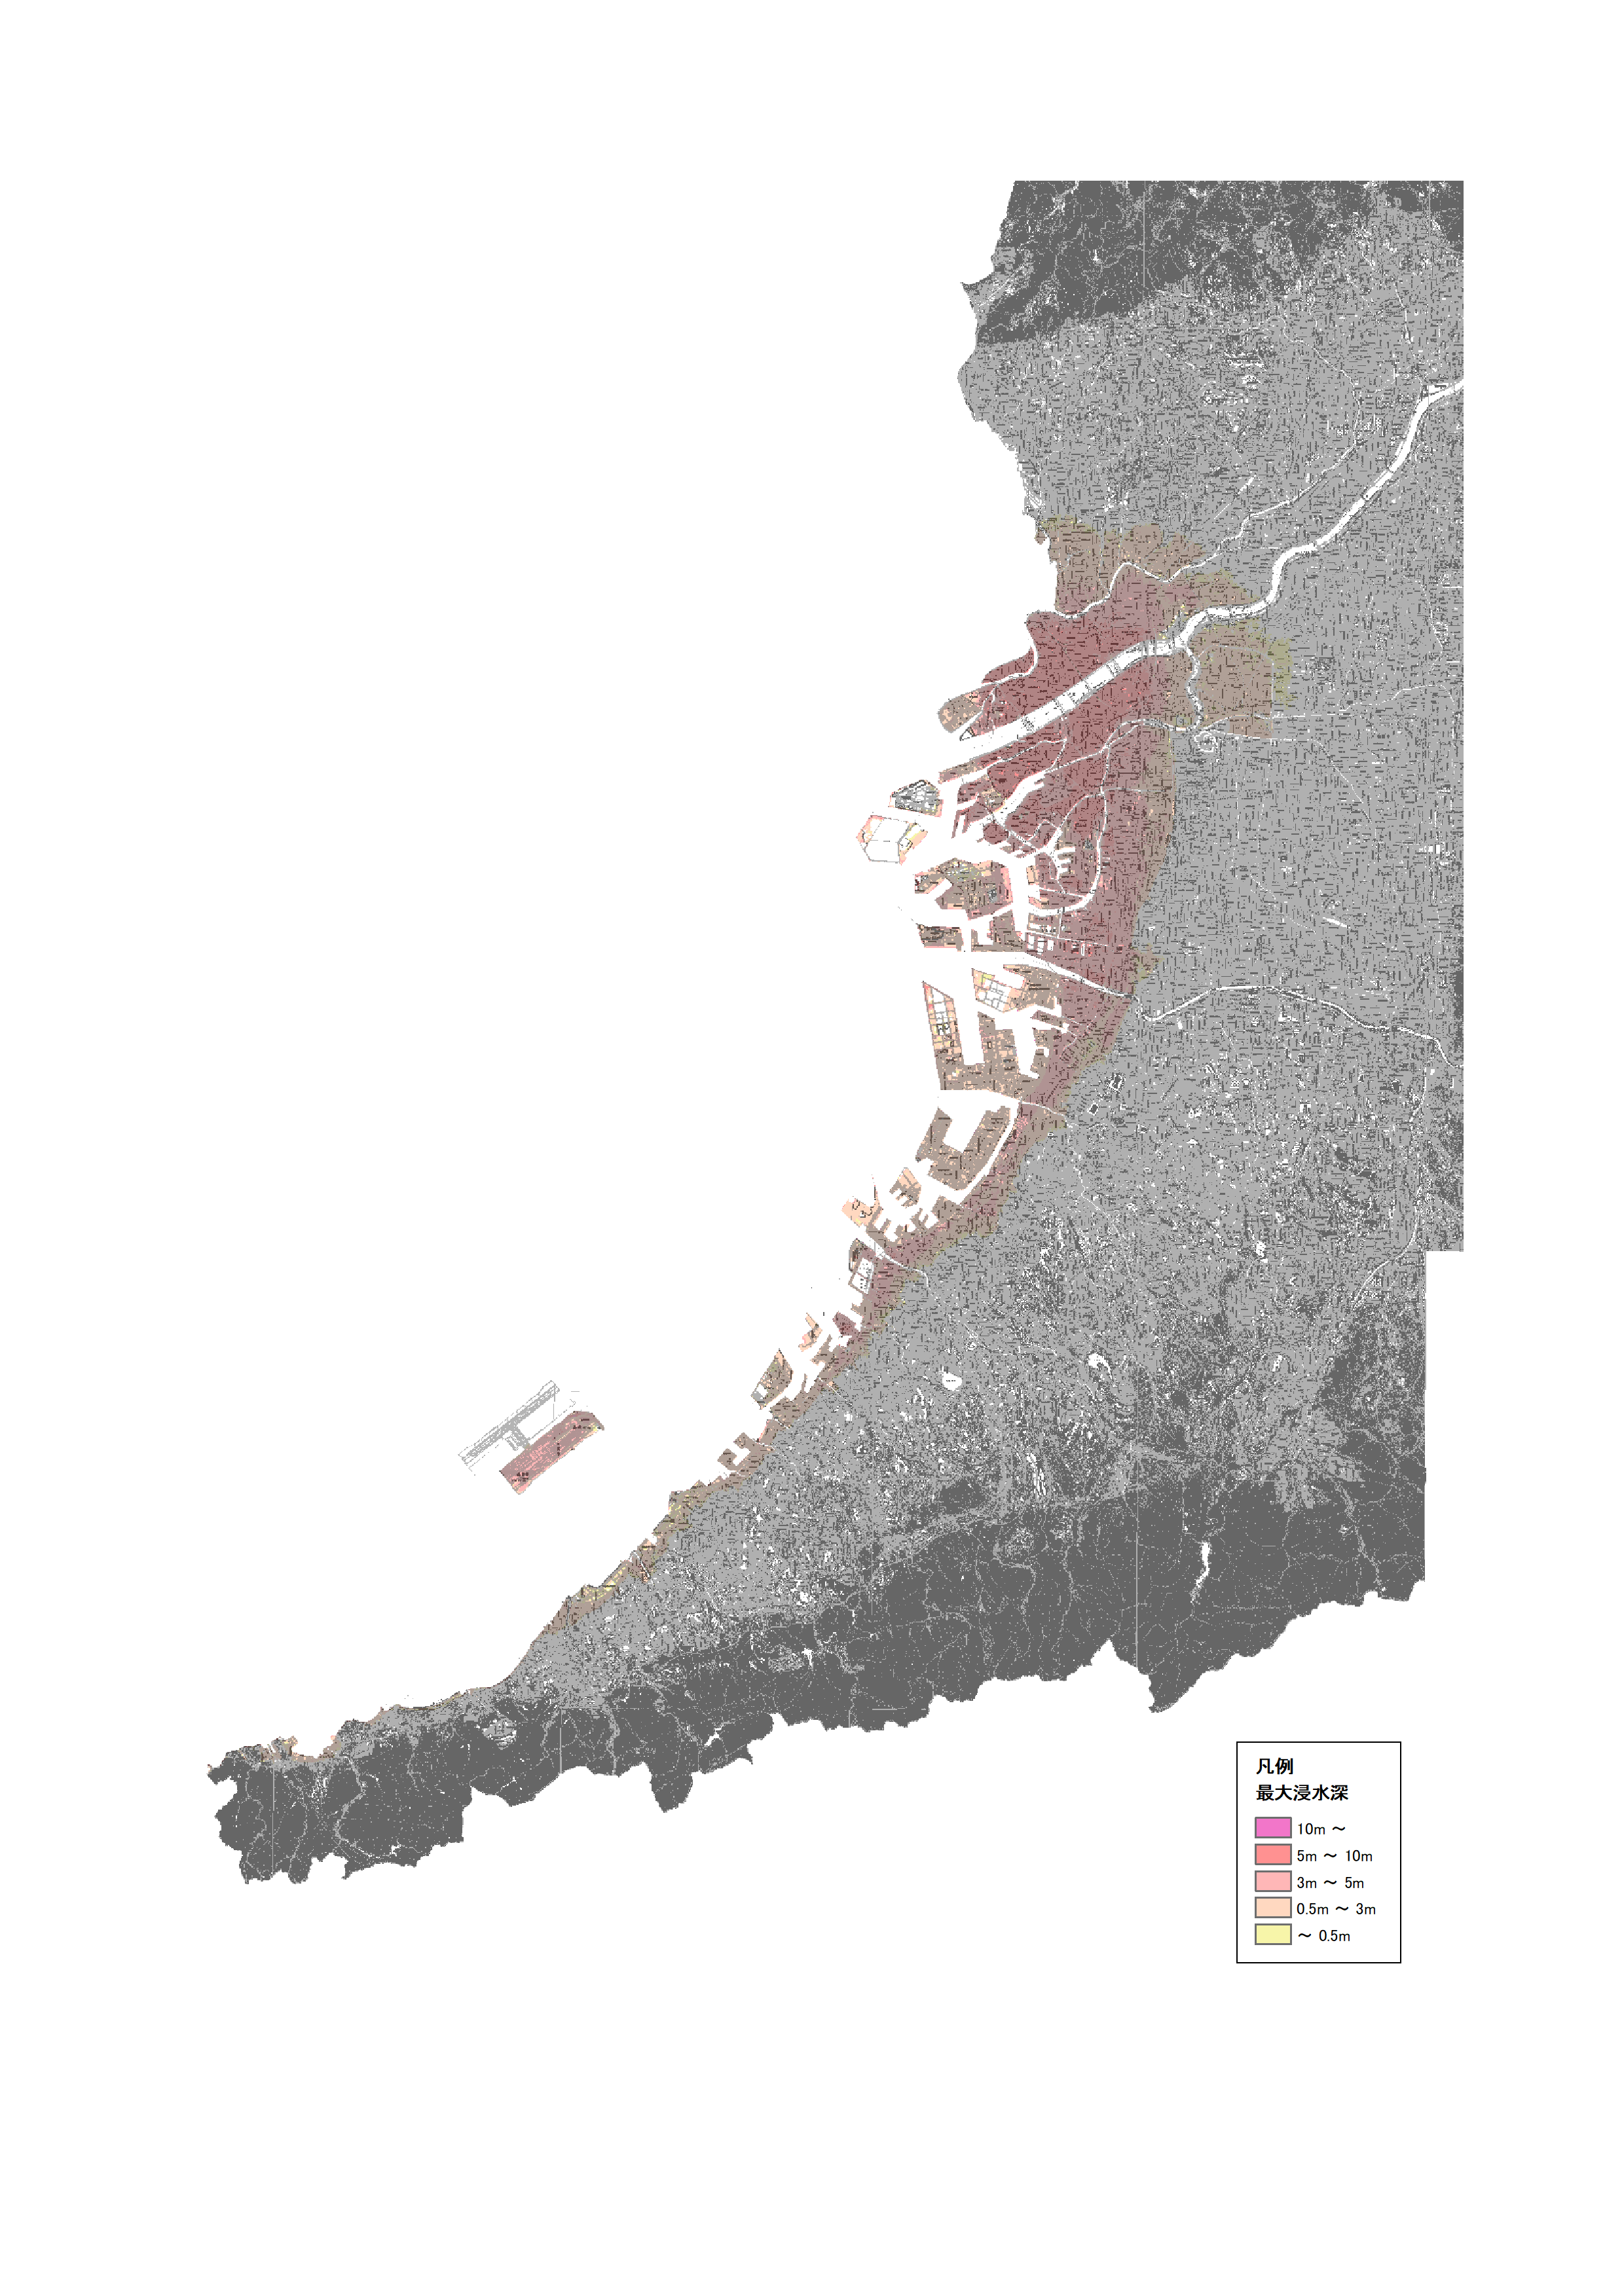 凡例
最大浸水深
10m ～
5m ～ 10m
3m ～ 5m
0.5m ～ 3m
～ 0.5m